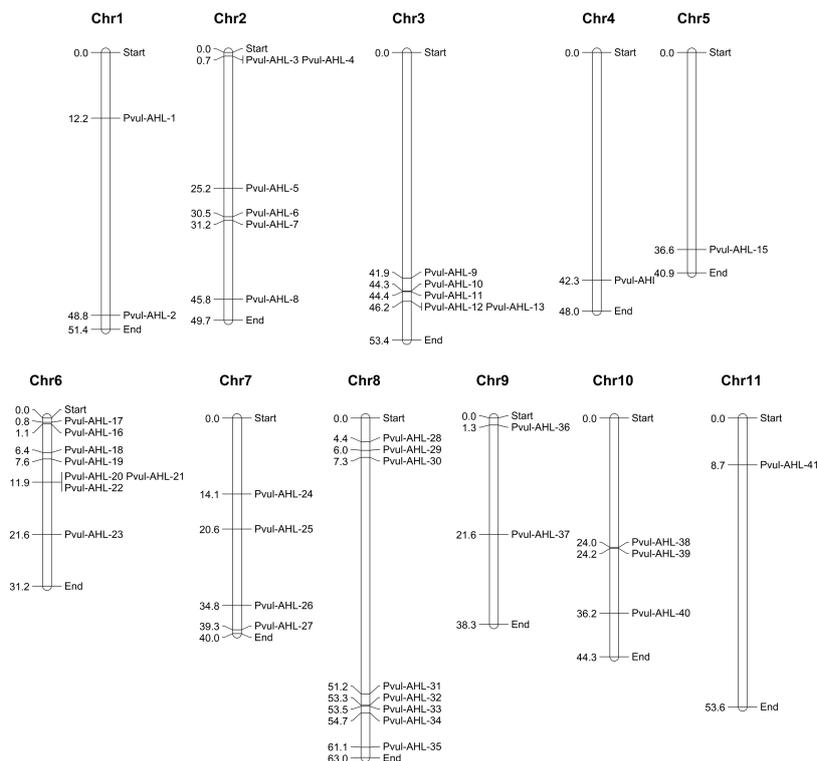 Chr1
0.0 Start
12.2 Pvul-AHL-1
48.8 Pvul-AHL-2
51.4 End
Chr2
0.0 Start
0.7 Pvul-AHL-3 Pvul-AHL-4
25.2 Pvul-AHL-5
30.5 Pvul-AHL-6
31.2 Pvul-AHL-7
45.8 Pvul-AHL-8
49.7 End
Chr3
0.0 Start
41.9 Pvul-AHL-9
44.3 Pvul-AHL-10
44.4 Pvul-AHL-11
46.2 Pvul-AHL-12 Pvul-AHL-13
53.4 End
Chr4
0.0 Start
42.3 Pvul-AHl
48.0 End
Chr5
0.0 Start
36.6 Pvul-AHL-15
40.9 End
Chr6
0.0 Start
0.8 Pvul-AHL-17
1.1 Pvul-AHL-16
6.4 Pvul-AHL-18
7.6 Pvul-AHL-19
11.9 Pvul-AHL-20 Pvul-AHL-21
Pvul-AHL-22
21.6 Pvul-AHL-23
31.2 End
Chr7
0.0 Start
14.1 Pvul-AHL-24
20.6 Pvul-AHL-25
34.8 Pvul-AHL-26
39.3 Pvul-AHL-27
40.0 End
Chr8
0.0 Start
4.4 Pvul-AHL-28
6.0 Pvul-AHL-29
7.3 Pvul-AHL-30
51.2 Pvul-AHL-31
53.3 Pvul-AHL-32
53.5 Pvul-AHL-33
54.7 Pvul-AHL-34
61.1 Pvul-AHL-35
63.0 End
Chr9
0.0 Start
1.3 Pvul-AHL-36
21.6 Pvul-AHL-37
38.3 End
Chr10
0.0 Start
24.0 Pvul-AHL-38
24.2 Pvul-AHL-39
36.2 Pvul-AHL-40
44.3 End
Chr11
0.0 Start
8.7 Pvul-AHL-41
53.6 End